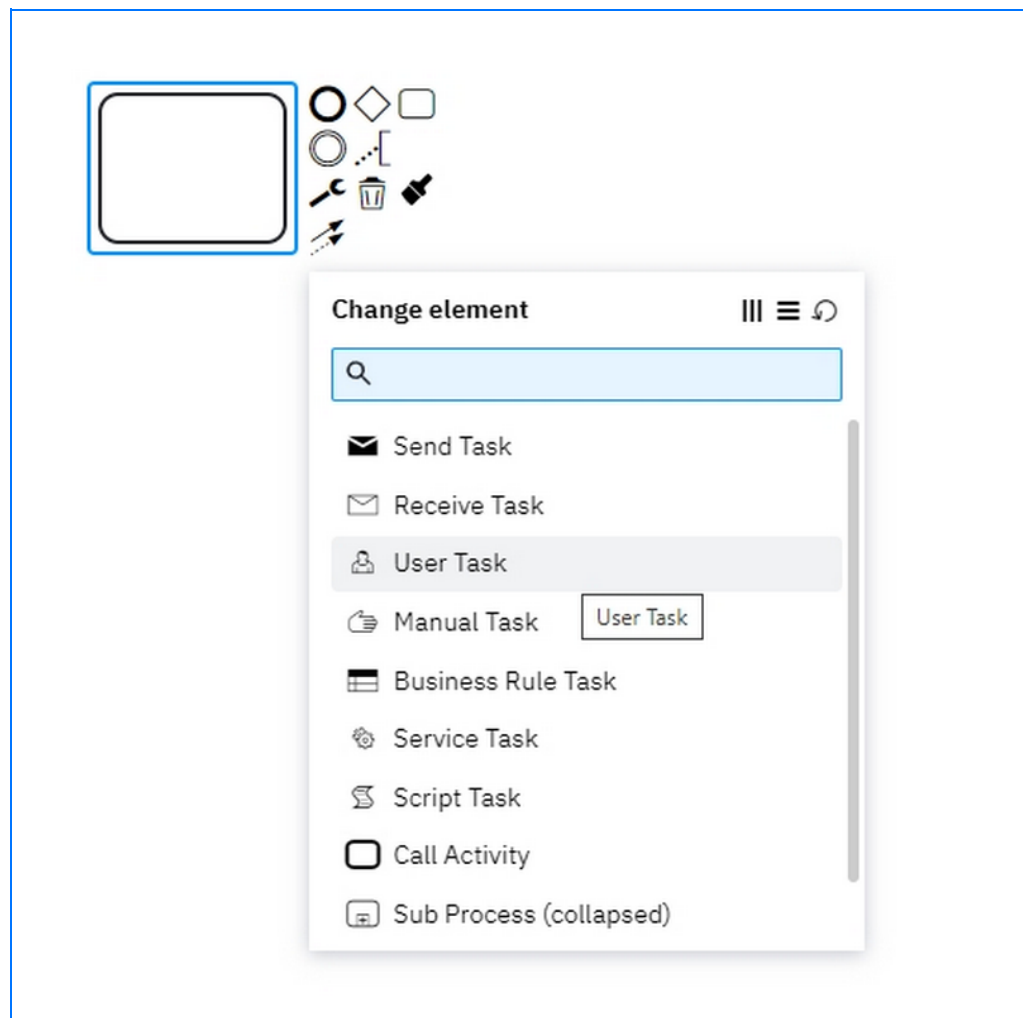 Change element
Send Task
Receive Task
User Task
Manual Task
User Task
Business Rule Task
Service Task
Script Task
Call Activity
Sub Process (collapsed)